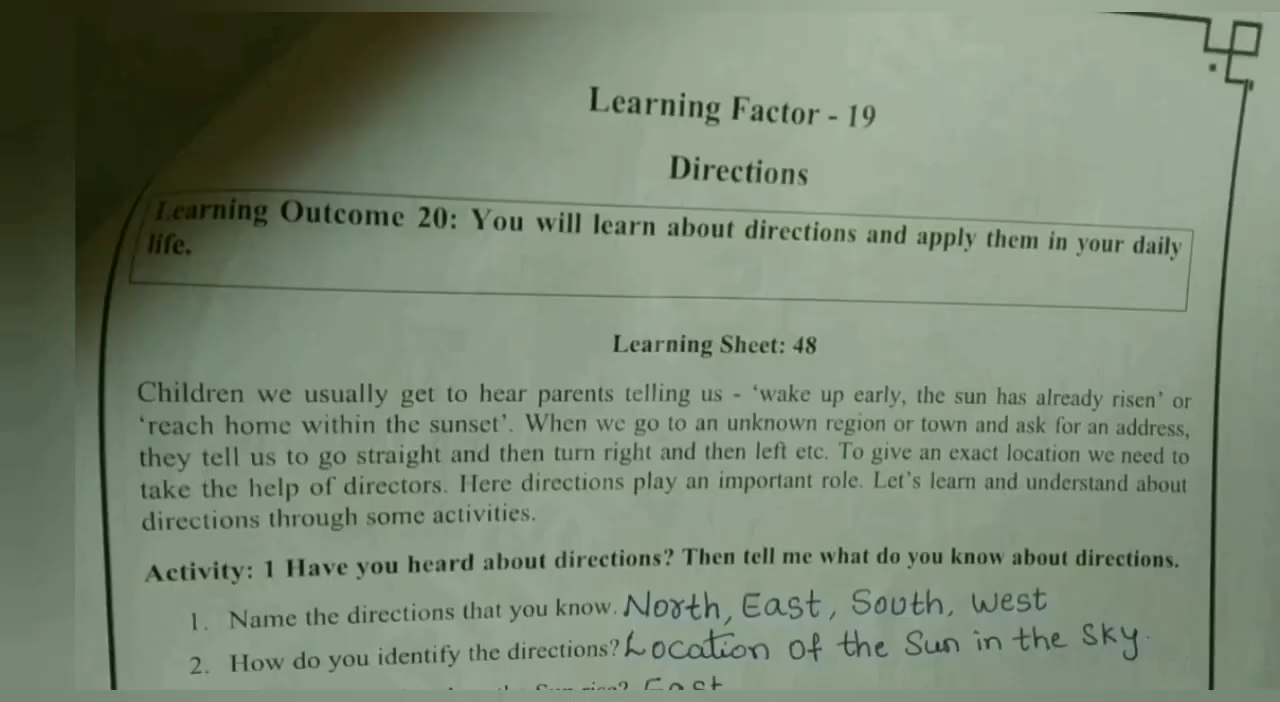 Learning Factor - 19
Directions
Learning Outcome 20: You will learn about directions and apply them in your daily
life.
Learning Sheet: 48
Children we usually get to hear parents telling us - ‘wake up early, the sun has already risen’ or
‘reach home within the sunset’. When we go to an unknown region or town and ask for an address,
they tell us to go straight and then turn right and then left etc. To give an exact location we need to
take the help of directors. Here directions play an important role. Let’s learn and understand about
directions through some activities.
Activity: 1 Have you heard about directions? Then tell me what do you know about directions.
1. Name the directions that you know. North, East, South, West
2. How do you identify the directions? Location of the Sun in the Sky.
the Sun rise? East